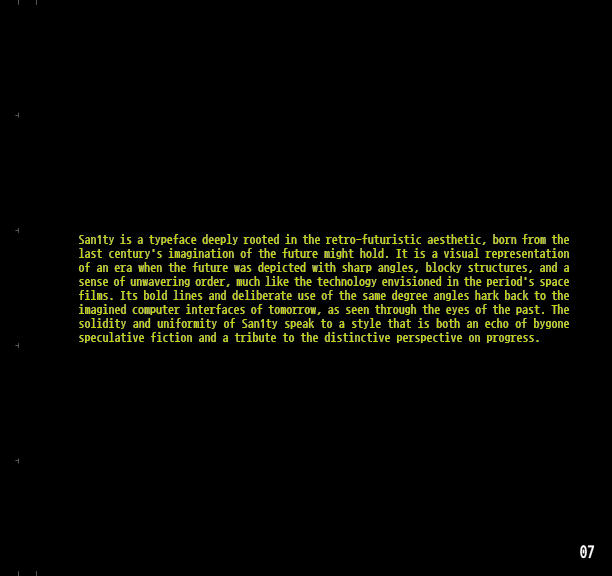 San1ty is a typeface deeply rooted in the retro-futuristic aesthetic, born from the
last century's imagination of the future might hold. It is a visual representation
of an era when the future was depicted with sharp angles, blocky structures, and a
sense of unwavering order, much like the technology envisioned in the period's space
films. Its bold lines and deliberate use of the same degree angles hark back to the
imagined computer interfaces of tomorrow, as seen through the eyes of the past. The
solidity and uniformity of San1ty speak to a style that is both an echo of bygone
speculative fiction and a tribute to the distinctive perspective on progress.
07